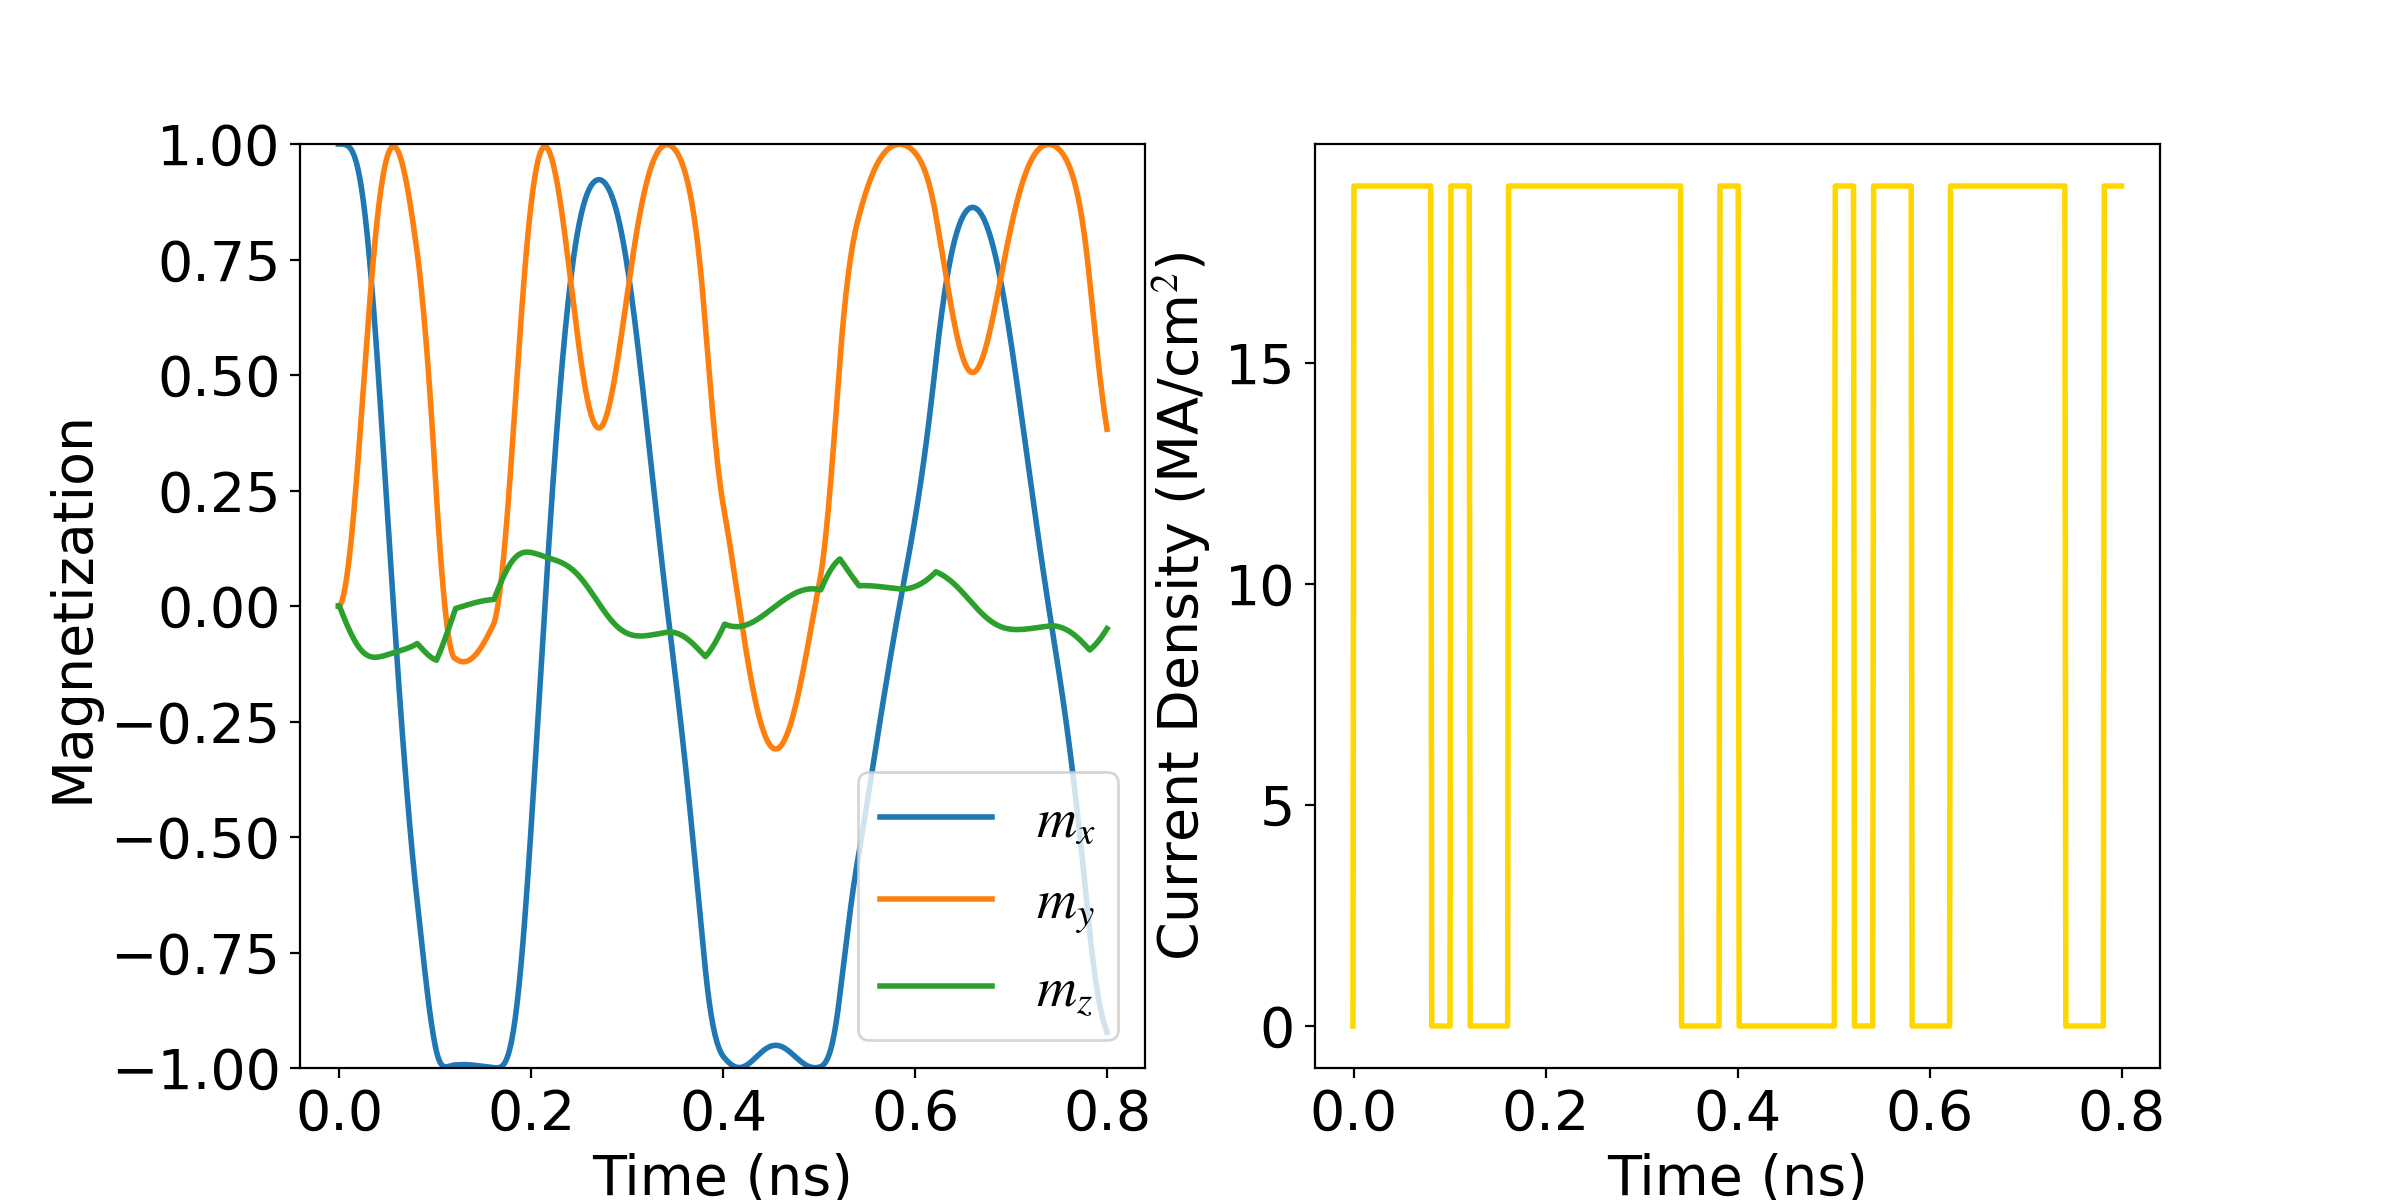 Magnetization
1.00
0.75
0.50
0.25
0.00
−0.25
−0.50
−0.75
−1.00
0.0 0.2 0.4 0.6 0.8
Time (ns)
m_x
m_y
m_z
Current Density (MA/cm²)
15
10
5
0
0.0 0.2 0.4 0.6 0.8
Time (ns)